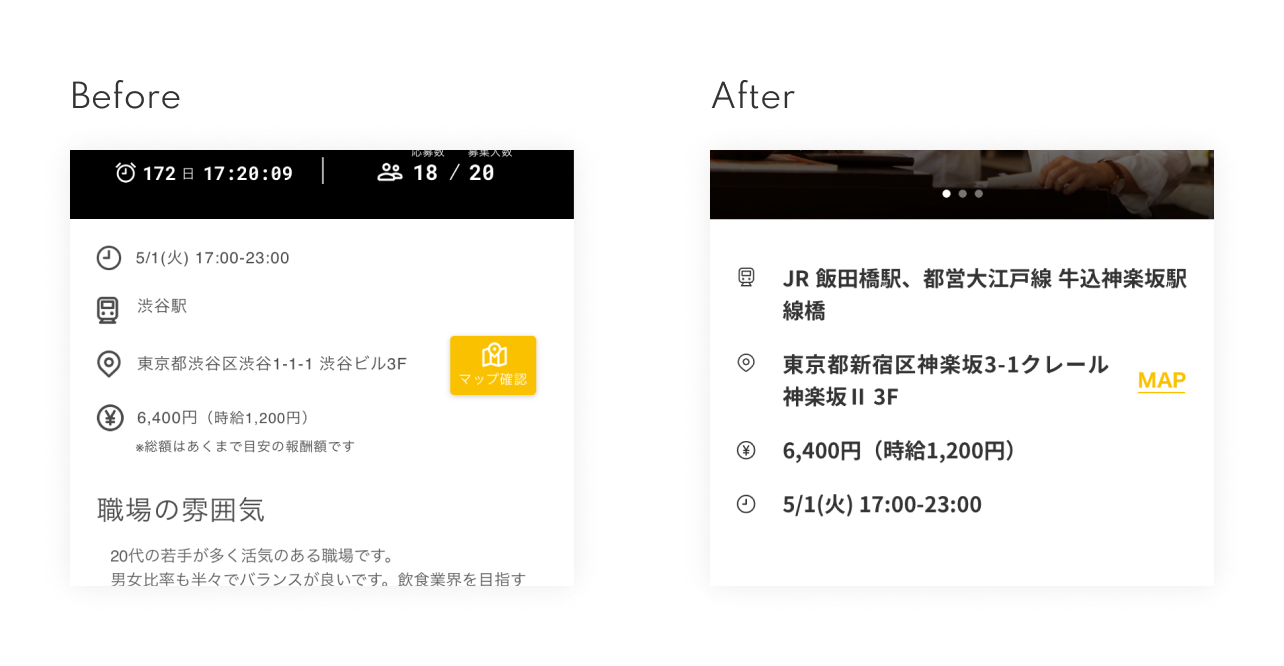 Before
応募数 募集人数
172 日 17:20:09
18 / 20
5/1(火) 17:00-23:00
渋谷駅
東京都渋谷区渋谷1-1-1 渋谷ビル3F
マップ確認
6,400円（時給1,200円）
※総額はあくまで目安の報酬額です
職場の雰囲気
20代の若手が多く活気のある職場です。
男女比率も半々でバランスが良いです。飲食業界を目指す
After
JR 飯田橋駅、都営大江戸線 牛込神楽坂駅
線橋
東京都新宿区神楽坂3-1クレール
神楽坂Ⅱ 3F
MAP
6,400円（時給1,200円）
5/1(火) 17:00-23:00